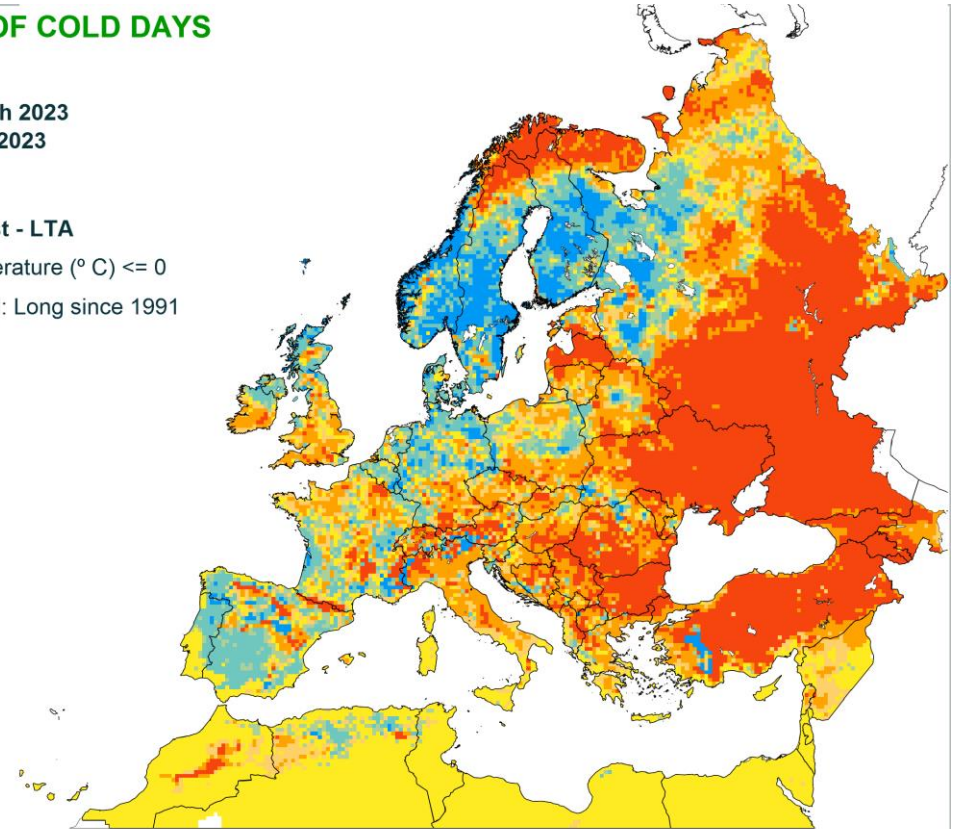 OF COLD DAYS
h 2023
2023
t - LTA
erature (º C) <= 0
: Long since 1991